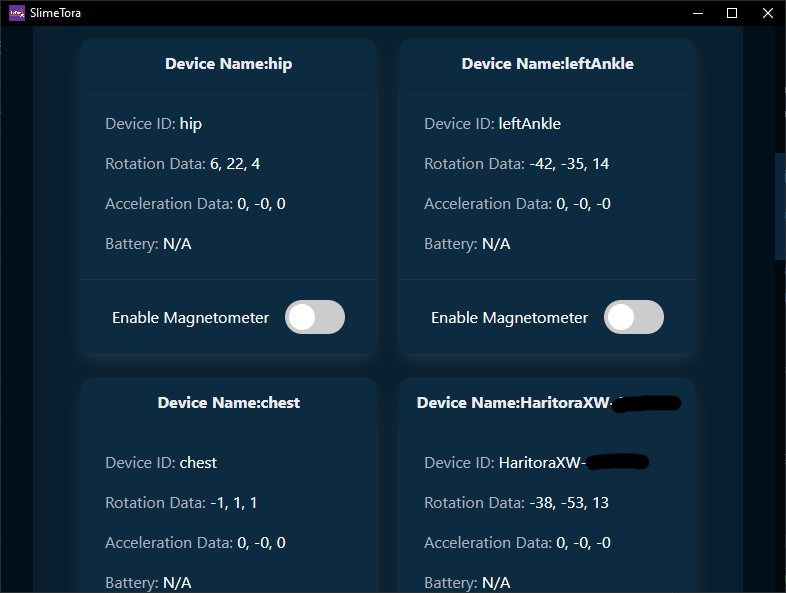 SlimeTora
Device Name:hip
Device ID: hip
Rotation Data: 6, 22, 4
Acceleration Data: 0, -0, 0
Battery: N/A
Enable Magnetometer
Device Name:leftAnkle
Device ID: leftAnkle
Rotation Data: -42, -35, 14
Acceleration Data: 0, -0, -0
Battery: N/A
Enable Magnetometer
Device Name:chest
Device ID: chest
Rotation Data: -1, 1, 1
Acceleration Data: 0, -0, 0
Battery: N/A
Device Name:HaritoraXW-
Device ID: HaritoraXW-
Rotation Data: -38, -53, 13
Acceleration Data: 0, -0, -0
Battery: N/A